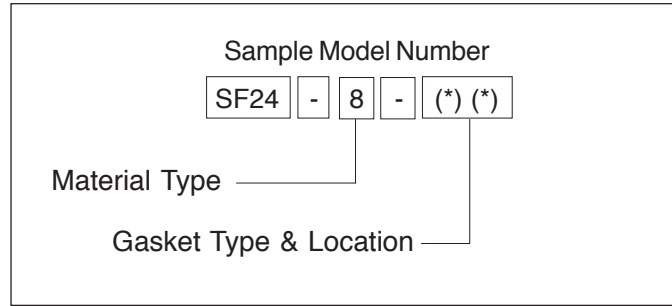 Sample Model Number
SF24 - 8 - (*) (*)
Material Type
Gasket Type & Location